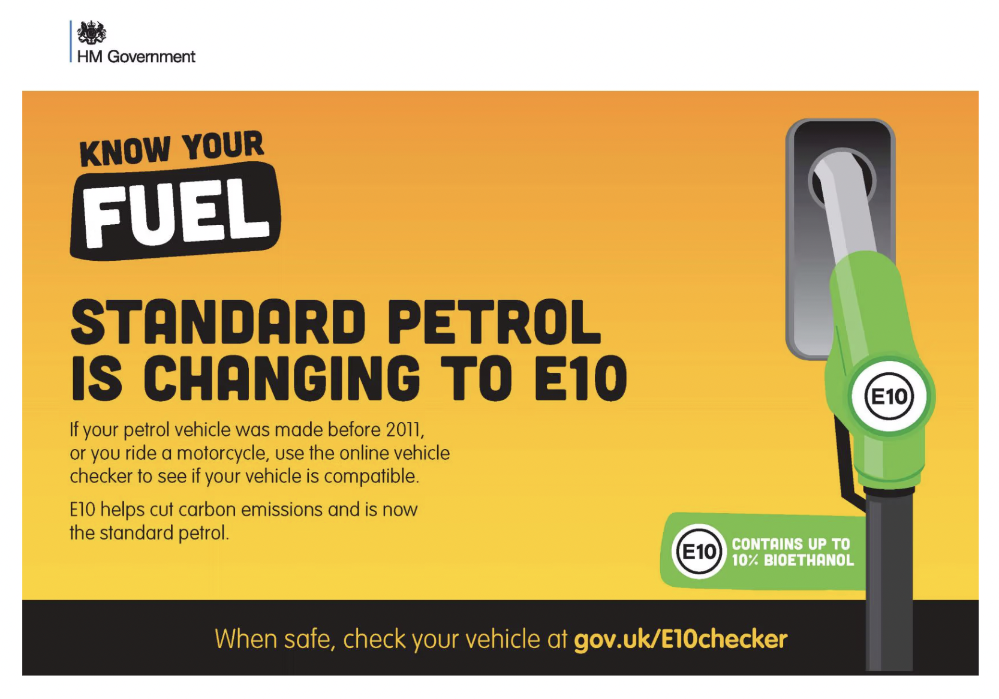 HM Government
KNOW YOUR
FUEL
STANDARD PETROL
IS CHANGING TO E10
If your petrol vehicle was made before 2011,
or you ride a motorcycle, use the online vehicle
checker to see if your vehicle is compatible.
E10 helps cut carbon emissions and is now
the standard petrol.
E10
E10
CONTAINS UP TO
10% BIOETHANOL
When safe, check your vehicle at gov.uk/E10checker